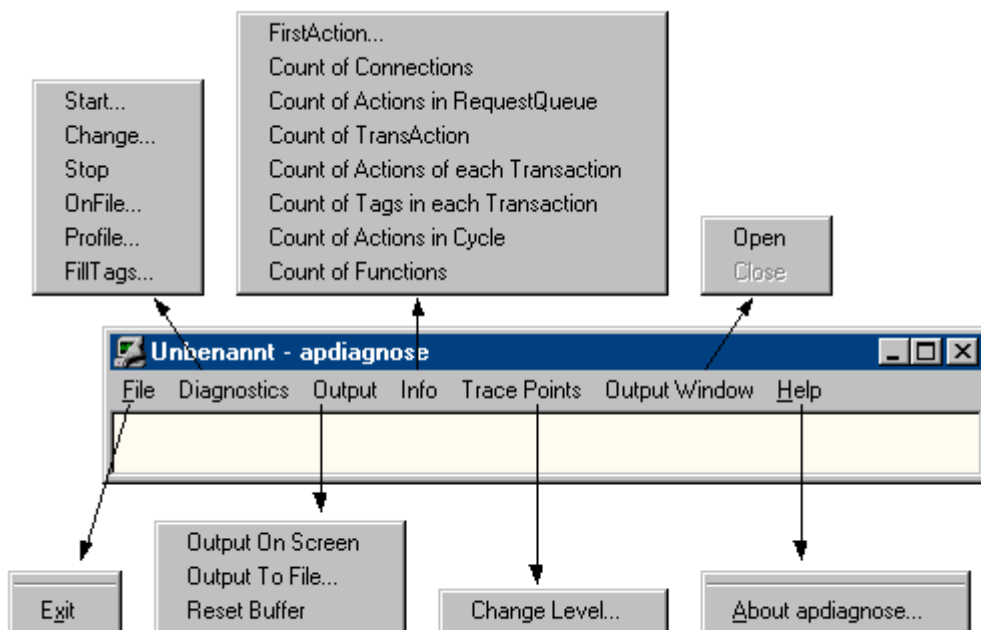 FirstAction...
Count of Connections
Count of Actions in RequestQueue
Count of TransAction
Count of Actions of each Transaction
Count of Tags in each Transaction
Count of Actions in Cycle
Count of Functions
Start...
Change...
Stop
OnFile...
Profile...
FillTags...
Open
Close
Unbenannt - apdiagnose
File Diagnostics Output Info Trace Points Output Window Help
Output On Screen
Output To File...
Reset Buffer
Exit
Change Level...
About apdiagnose...